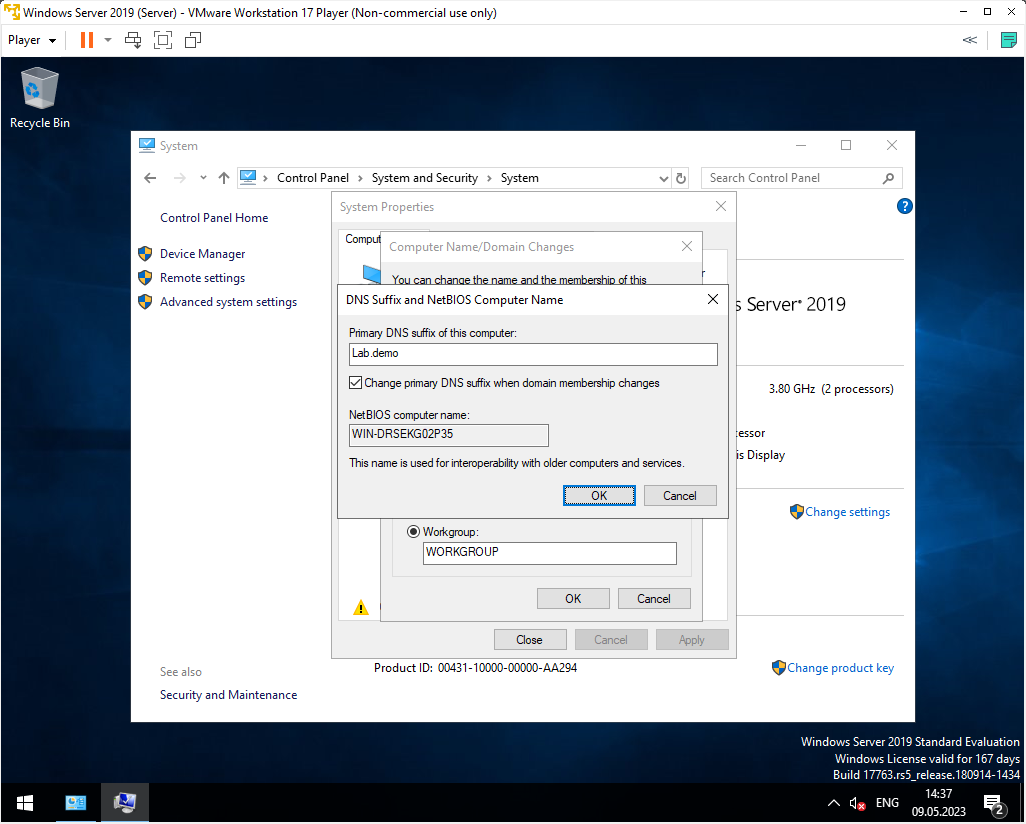 Windows Server 2019 (Server) - VMware Workstation 17 Player (Non-commercial use only)
Player
Recycle Bin
System
Control Panel
System and Security
System
Search Control Panel
Control Panel Home
Device Manager
Remote settings
Advanced system settings
System Properties
Comput
Computer Name/Domain Changes
You can change the name and the membership of this
DNS Suffix and NetBIOS Computer Name
Primary DNS suffix of this computer:
Lab.demo
Change primary DNS suffix when domain membership changes
NetBIOS computer name:
WIN-DRSEKG02P35
This name is used for interoperability with older computers and services.
OK
Cancel
Workgroup:
WORKGROUP
OK
Cancel
Close
Cancel
Apply
s Server® 2019
3.80 GHz (2 processors)
cessor
is Display
Change settings
Product ID: 00431-10000-00000-AA294
Change product key
See also
Security and Maintenance
Windows Server 2019 Standard Evaluation
Windows License valid for 167 days
Build 17763.rs5_release.180914-1434
ENG
14:37
09.05.2023
2